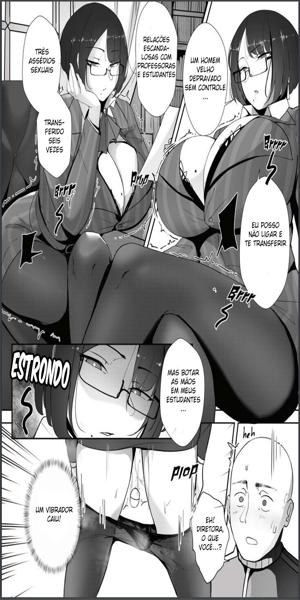 RELAÇÕES
ESCANDA-
LOSAS COM
PROFESSORAS
E ESTUDANTES
TRÊS
ASSÉDIOS
SEXUAIS
UM HOMEM
VELHO
DEPRAVADO
SEM CONTROLE
...
TRANS-
FERIDO
SEIS
VEZES
Brrr
PLOP
Brrr
EU POSSO
NÃO LIGAR E
TE TRANSFERIR
Brrr
ESTRONDO
MAS BOTAR
AS MÃOS
EM MEUS
ESTUDANTES
...
PLOP
heh
UM VIBRADOR
CAIU!
EH!
DIRETORA,
O QUE
VOCÊ...?